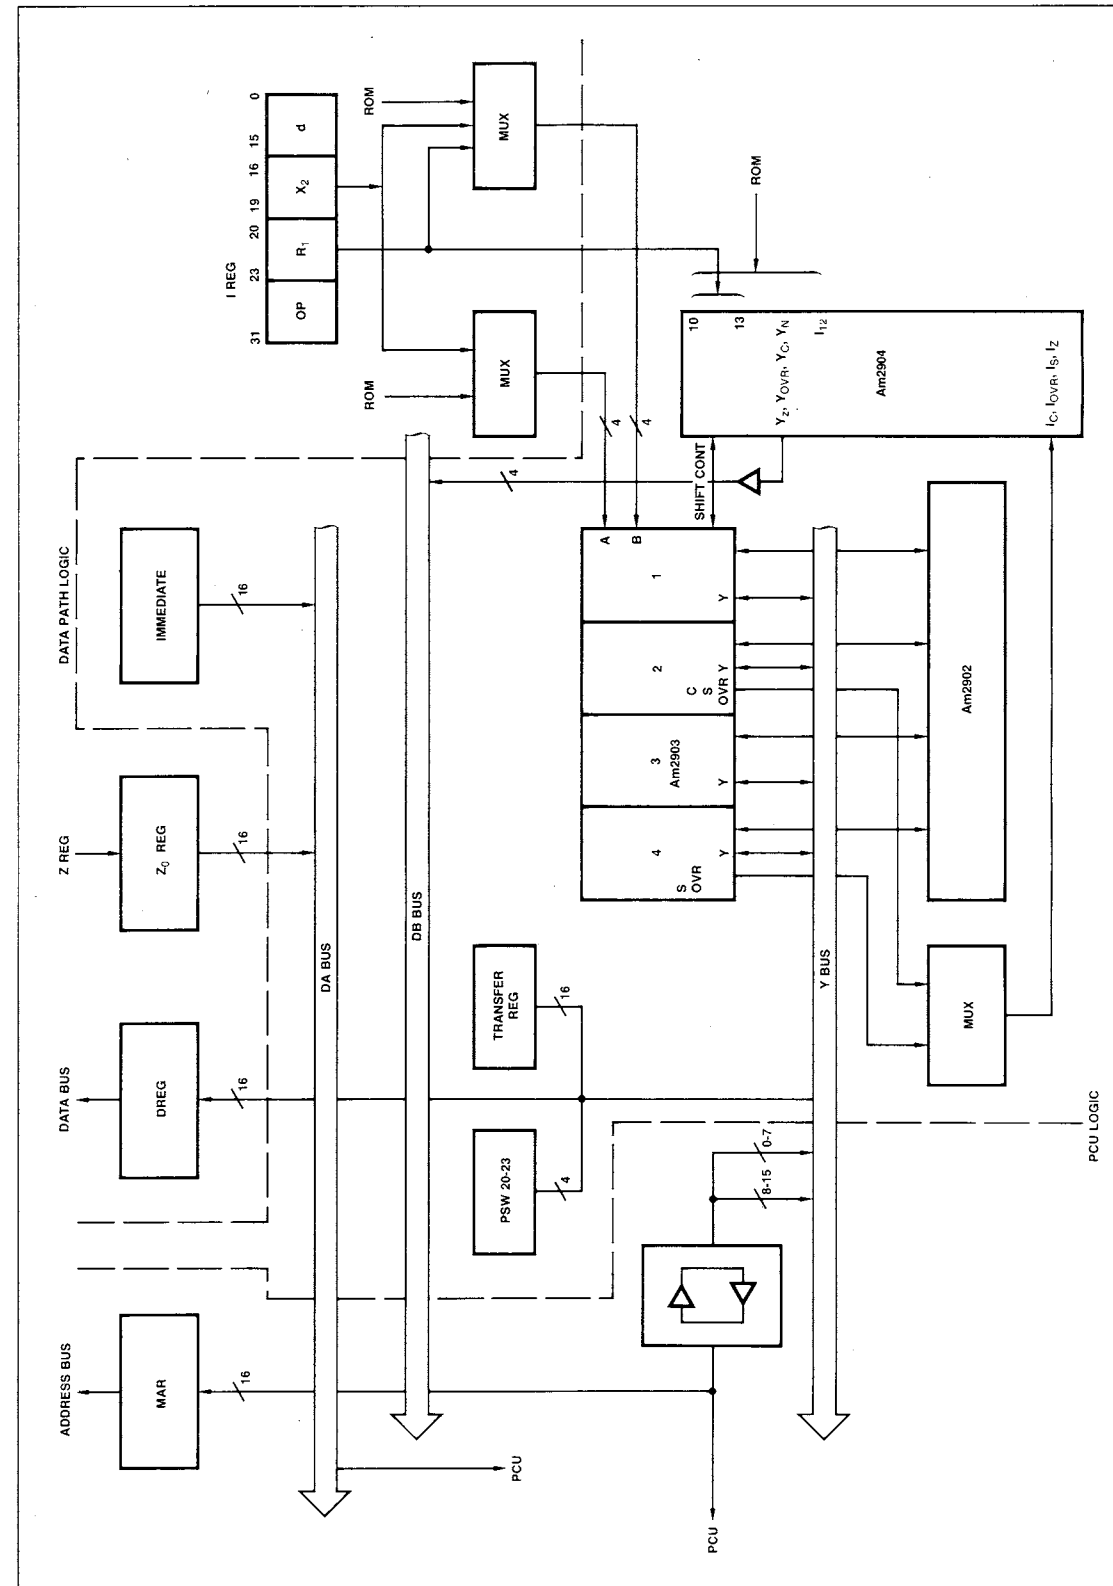 ADDRESS BUS
MAR
16
DATA BUS
DREG
16
Z REG
Z0 REG
16
DATA PATH LOGIC
IMMEDIATE
16
DA BUS
PCU
DB BUS
I REG
31
23
20
19
16
15
0
OP
R1
X2
d
ROM
MUX
ROM
MUX
4
4
4
PSW 20-23
4
TRANSFER REG
16
PCU
8-15
0-7
4
S
OVR
Y
3
Am2903
Y
2
C
S
OVR
Y
1
A
B
Y
SHIFT CONT
Y BUS
10
13
YZ, YOVR, YC, YN
I12
Am2904
IC, IOVR, IS, IZ
ROM
MUX
Am2902
PCU LOGIC